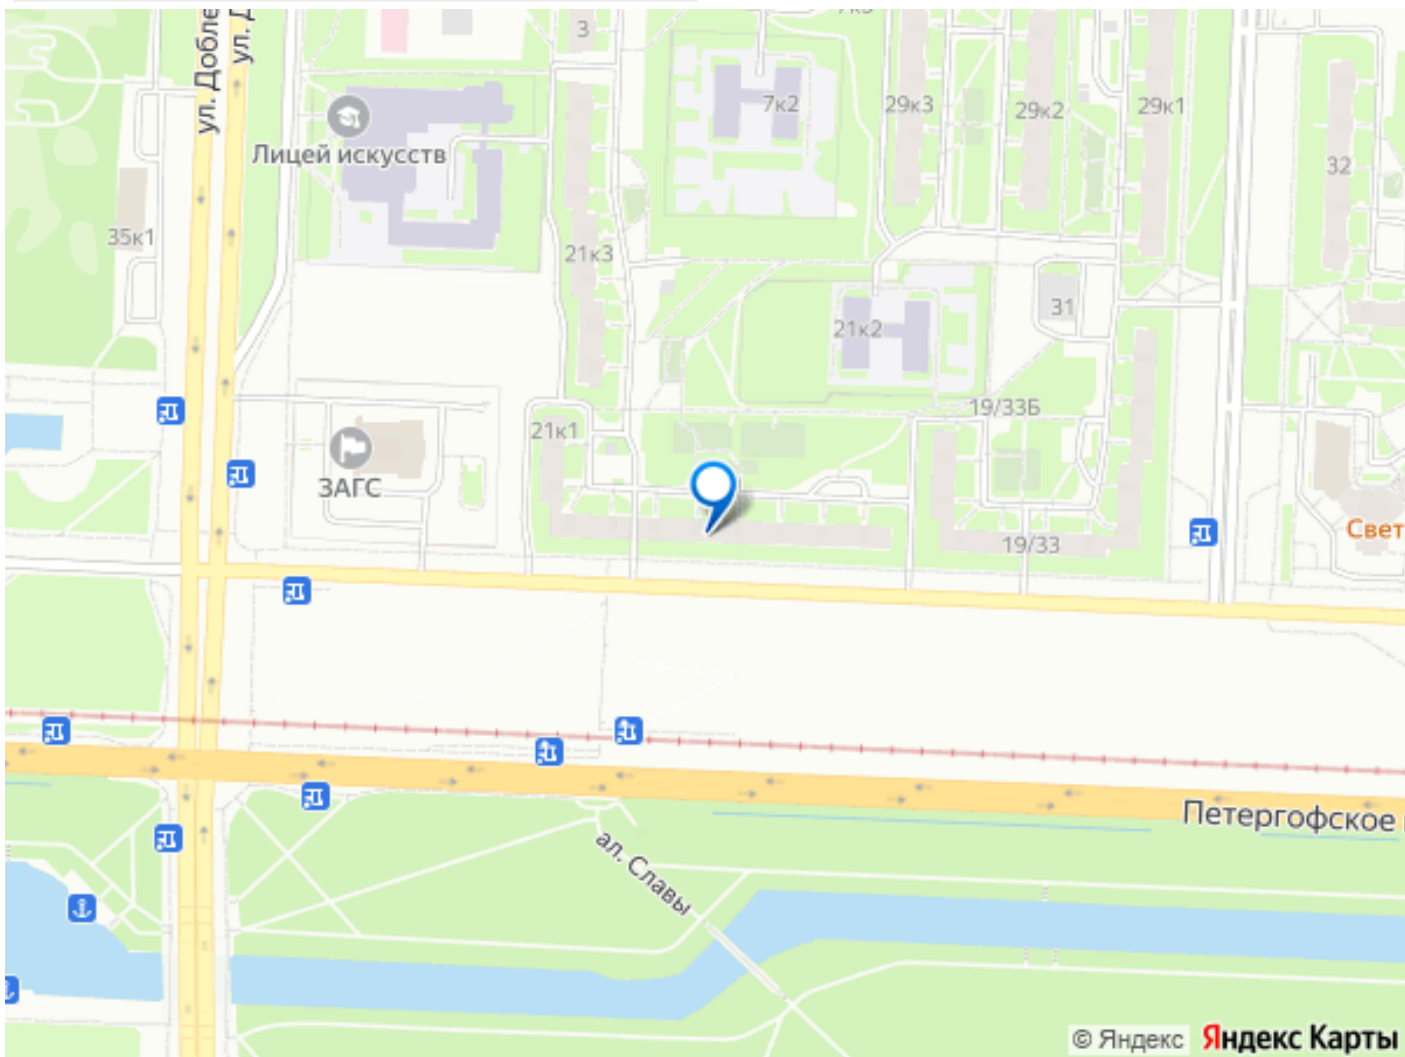 ул. Добле
ул. Д
3
7к2
29к3
29к2
29к1
32
Лицей искусств
35к1
21к3
31
21к2
19/33Б
21к1
ЗАГС
19/33
Свет
Петергофское
ал. Славы
© Яндекс
Яндекс Карты